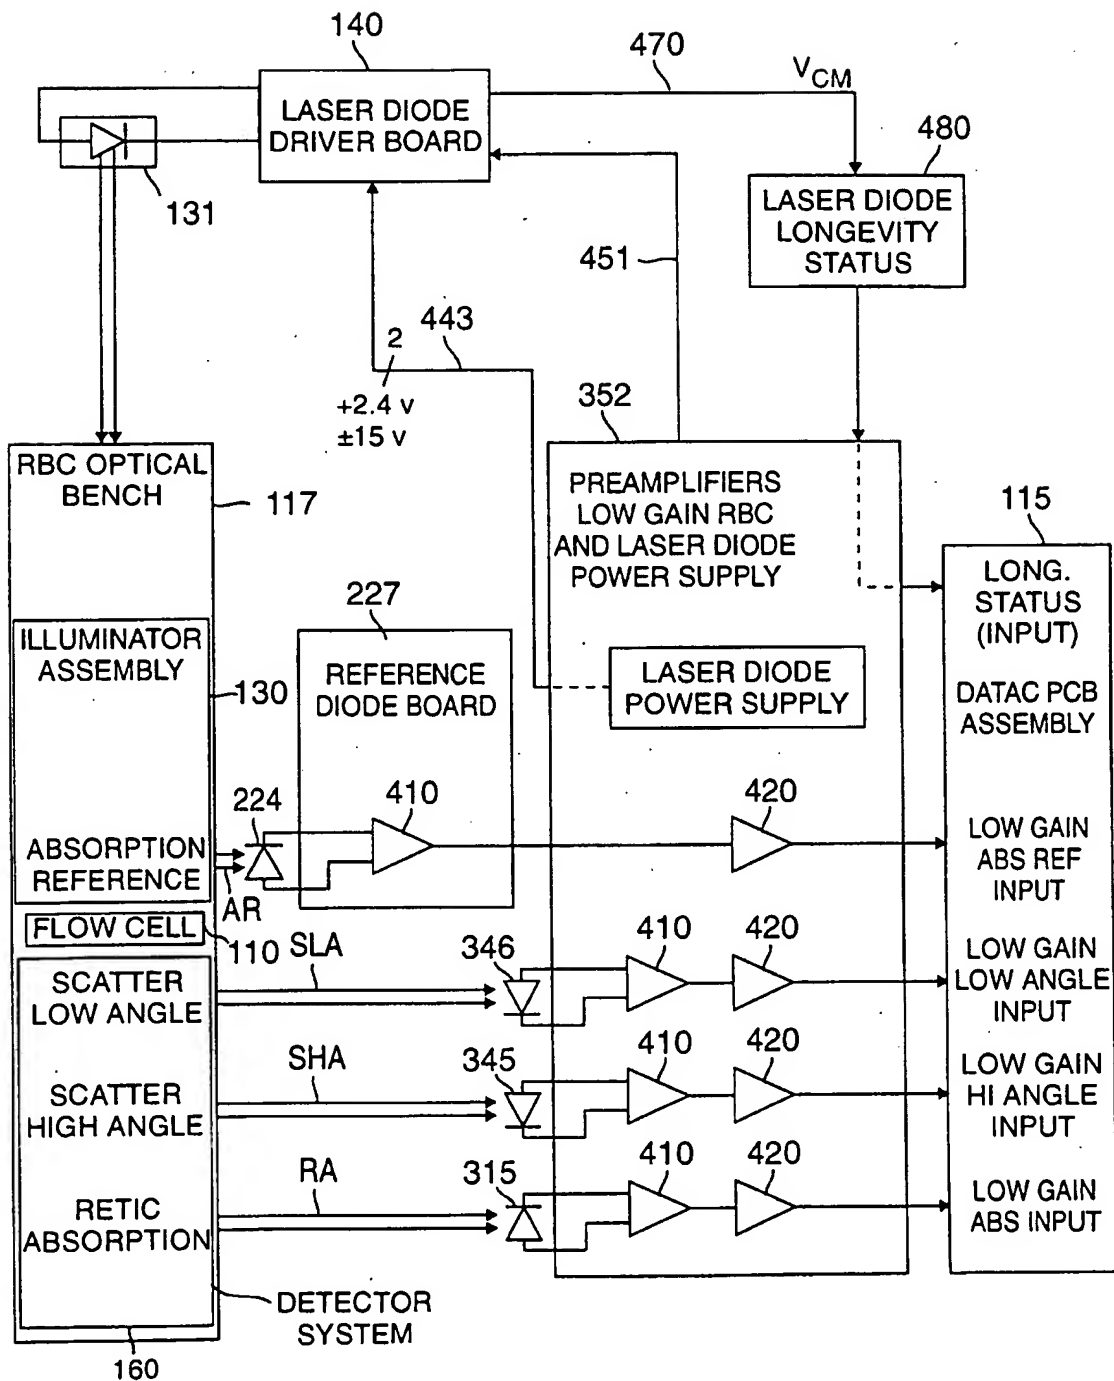 140
470
V_CM
LASER DIODE
DRIVER BOARD
480
131
LASER DIODE
LONGEVITY
STATUS
451
443
2
+2.4 v
±15 v
352
RBC OPTICAL
BENCH
117
PREAMPLIFIERS
LOW GAIN RBC
AND LASER DIODE
POWER SUPPLY
115
LONG.
STATUS
(INPUT)
227
ILLUMINATOR
ASSEMBLY
130
REFERENCE
DIODE BOARD
LASER DIODE
POWER SUPPLY
DATAC PCB
ASSEMBLY
224
410
420
ABSORPTION
REFERENCE
AR
LOW GAIN
ABS REF
INPUT
FLOW CELL
110
SLA
346
410
420
SCATTER
LOW ANGLE
LOW GAIN
LOW ANGLE
INPUT
SHA
345
410
420
SCATTER
HIGH ANGLE
LOW GAIN
HI ANGLE
INPUT
RA
315
410
420
RETIC
ABSORPTION
LOW GAIN
ABS INPUT
DETECTOR
SYSTEM
160